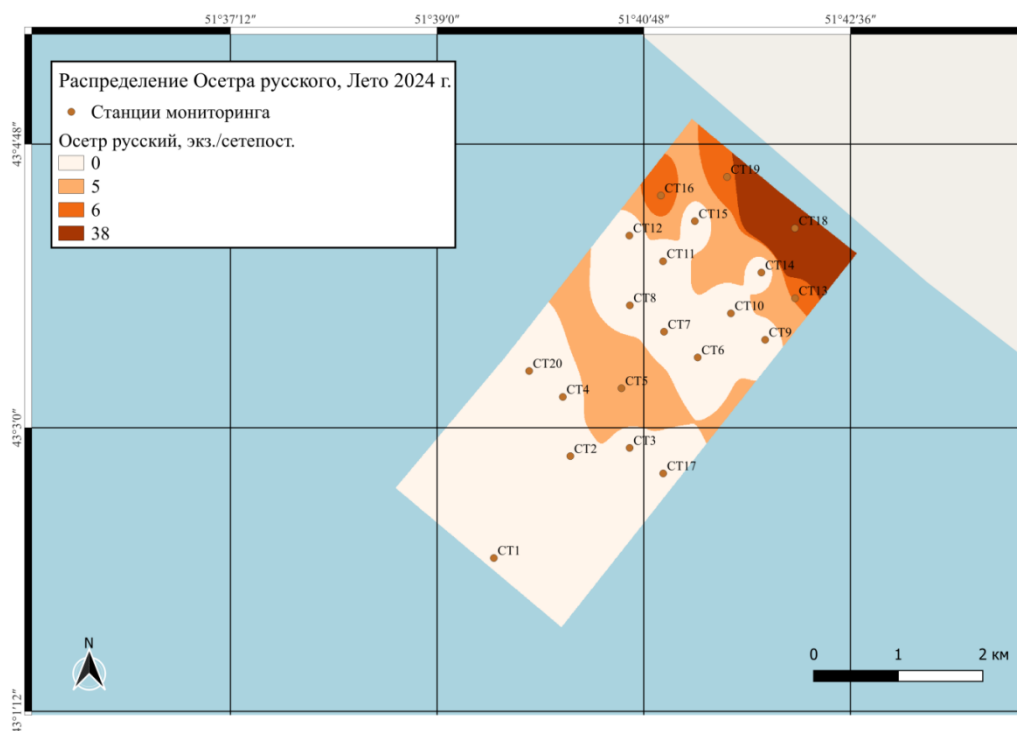 51°37'12" 51°39'0" 51°40'48" 51°42'36"
Распределение Осетра русского, Лето 2024 г.
Станции мониторинга
Осетр русский, экз./сетепост.
0
5
6
38
43°4'48"
43°3'0"
43°1'12"
СТ19
СТ16
СТ15
СТ18
СТ12
СТ11
СТ14
СТ13
СТ8
СТ10
СТ7
СТ9
СТ6
СТ20
СТ5
СТ4
СТ3
СТ2
СТ17
СТ1
N
0 1 2 км